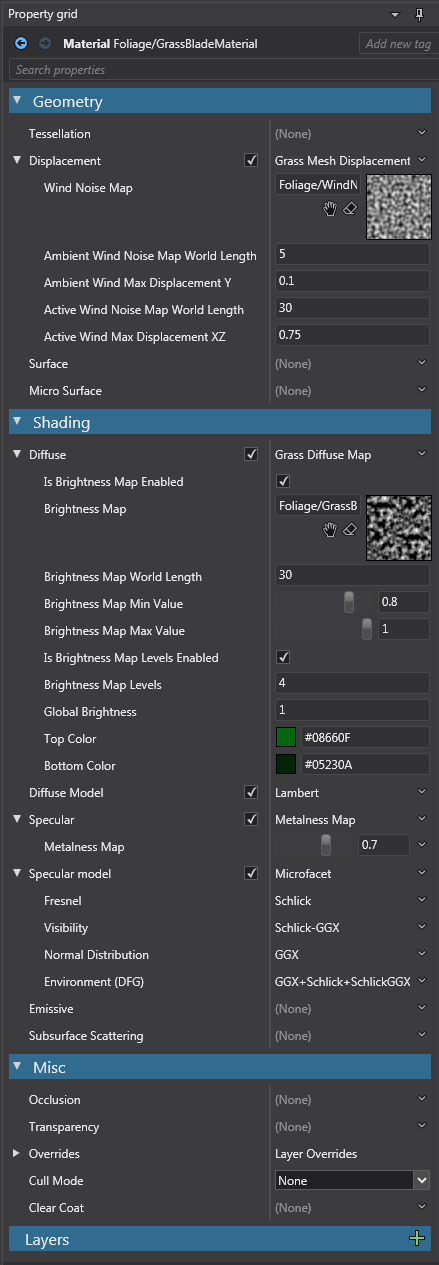 Property grid
Material Foliage/GrassBladeMaterial
Add new tag
Search properties
Geometry
Tessellation (None)
Displacement Grass Mesh Displacement
Wind Noise Map Foliage/WindN
Ambient Wind Noise Map World Length 5
Ambient Wind Max Displacement Y 0.1
Active Wind Noise Map World Length 30
Active Wind Max Displacement XZ 0.75
Surface (None)
Micro Surface (None)
Shading
Diffuse Grass Diffuse Map
Is Brightness Map Enabled
Brightness Map Foliage/GrassB
Brightness Map World Length 30
Brightness Map Min Value 0.8
Brightness Map Max Value 1
Is Brightness Map Levels Enabled
Brightness Map Levels 4
Global Brightness 1
Top Color #08660F
Bottom Color #05230A
Diffuse Model Lambert
Specular Metalness Map
Metalness Map 0.7
Specular model Microfacet
Fresnel Schlick
Visibility Schlick-GGX
Normal Distribution GGX
Environment (DFG) GGX+Schlick+SchlickGGX
Emissive (None)
Subsurface Scattering (None)
Misc
Occlusion (None)
Transparency (None)
Overrides Layer Overrides
Cull Mode None
Clear Coat (None)
Layers